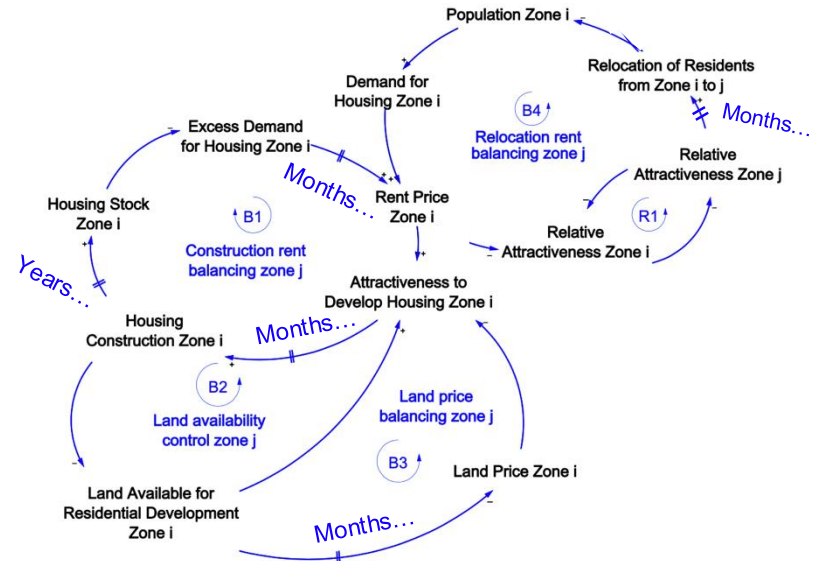 Population Zone i
Relocation of Residents
from Zone i to j
Demand for
Housing Zone i
B4
Relocation rent
balancing zone j
Months...
Excess Demand
for Housing Zone i
Relative
Attractiveness Zone j
Months...
Rent Price
Zone i
Housing Stock
Zone i
B1
R1
Construction rent
balancing zone j
Relative
Attractiveness Zone i
Years...
Attractiveness to
Develop Housing Zone i
Housing
Construction Zone i
Months...
B2
Land availability
control zone j
Land price
balancing zone j
B3
Land Price Zone i
Land Available for
Residential Development
Zone i
Months...